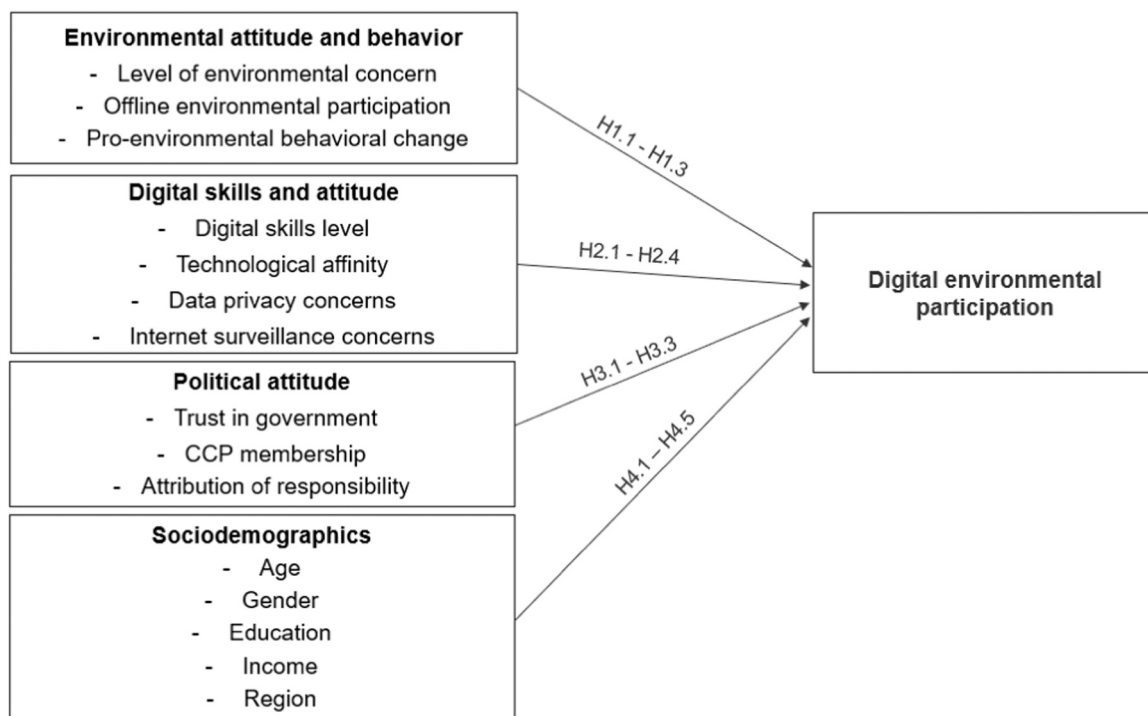 Environmental attitude and behavior
- Level of environmental concern
- Offline environmental participation
- Pro-environmental behavioral change
Digital skills and attitude
- Digital skills level
- Technological affinity
- Data privacy concerns
- Internet surveillance concerns
Political attitude
- Trust in government
- CCP membership
- Attribution of responsibility
Sociodemographics
- Age
- Gender
- Education
- Income
- Region
H1.1 - H1.3
H2.1 - H2.4
H3.1 - H3.3
H4.1 – H4.5
Digital environmental
participation